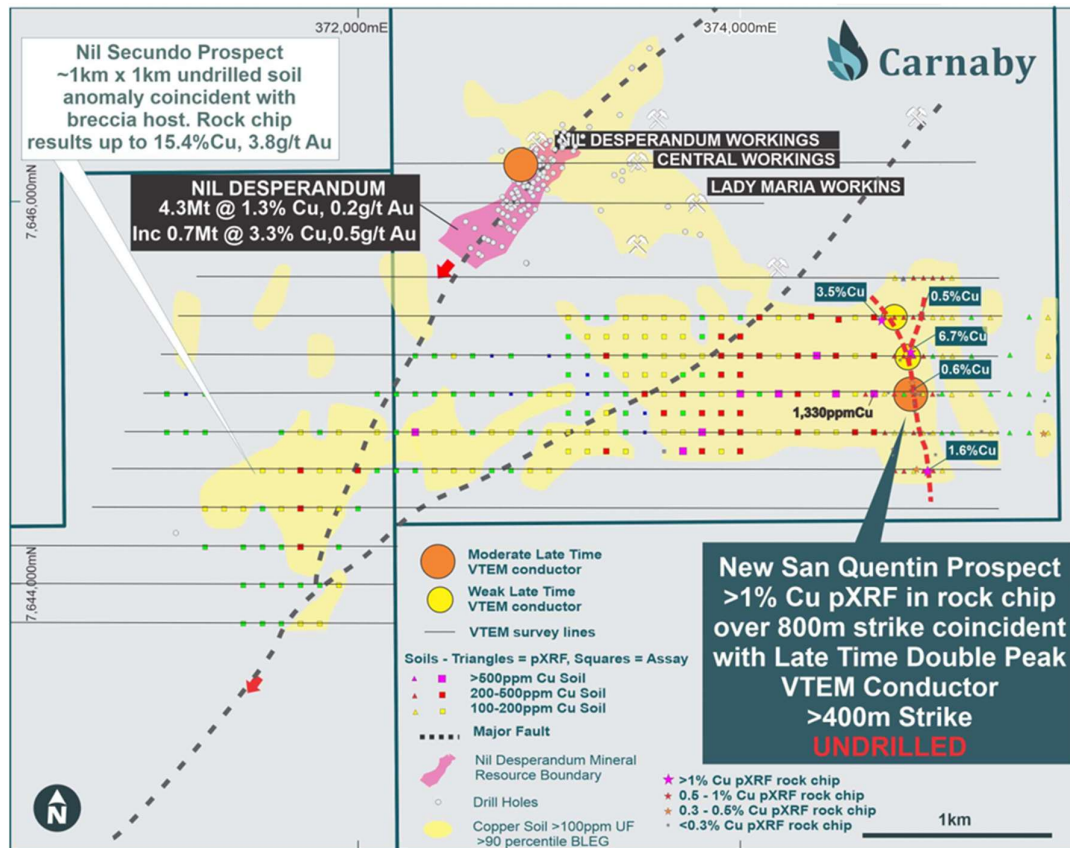 372,000mE
374,000mE
Carnaby
Nil Secundo Prospect
~1km x 1km undrilled soil
anomaly coincident with
breccia host. Rock chip
results up to 15.4%Cu, 3.8g/t Au
NIL DESPERANDUM WORKINGS
CENTRAL WORKINGS
LADY MARIA WORKINS
NIL DESPERANDUM
4.3Mt @ 1.3% Cu, 0.2g/t Au
Inc 0.7Mt @ 3.3% Cu,0.5g/t Au
7,646,000mN
3.5%Cu
0.5%Cu
6.7%Cu
0.6%Cu
1,330ppmCu
1.6%Cu
7,644,000mN
Moderate Late Time
VTEM conductor
Weak Late Time
VTEM conductor
VTEM survey lines
Soils - Triangles = pXRF, Squares = Assay
>500ppm Cu Soil
200-500ppm Cu Soil
100-200ppm Cu Soil
Major Fault
Nil Desperandum Mineral
Resource Boundary
Drill Holes
Copper Soil >100ppm UF
>90 percentile BLEG
New San Quentin Prospect
>1% Cu pXRF in rock chip
over 800m strike coincident
with Late Time Double Peak
VTEM Conductor
>400m Strike
UNDRILLED
>1% Cu pXRF rock chip
0.5 - 1% Cu pXRF rock chip
0.3 - 0.5% Cu pXRF rock chip
<0.3% Cu pXRF rock chip
1km
N